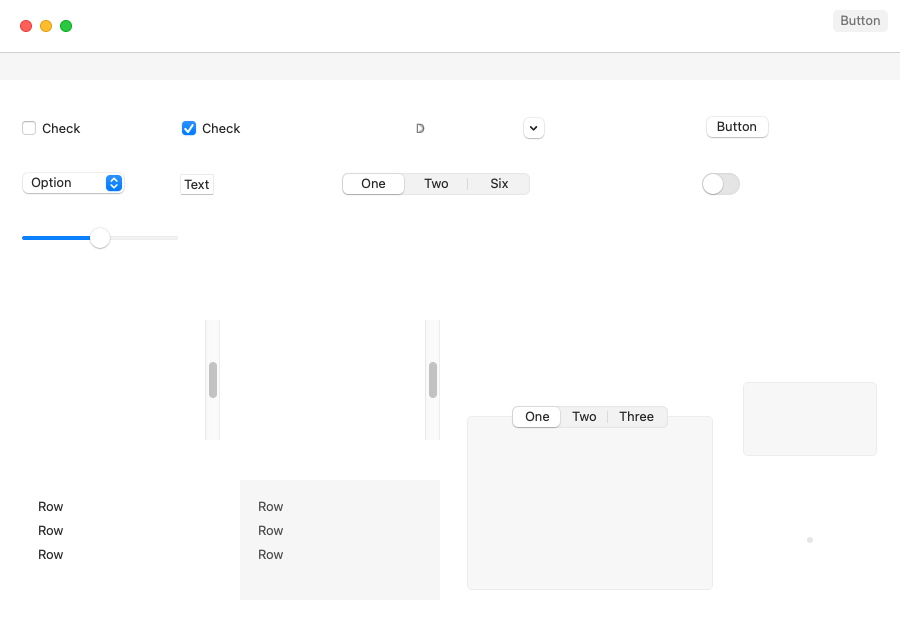 Button
Check
Check
D
Button
Option
Text
One Two Six
One Two Three
Row
Row
Row
Row
Row
Row